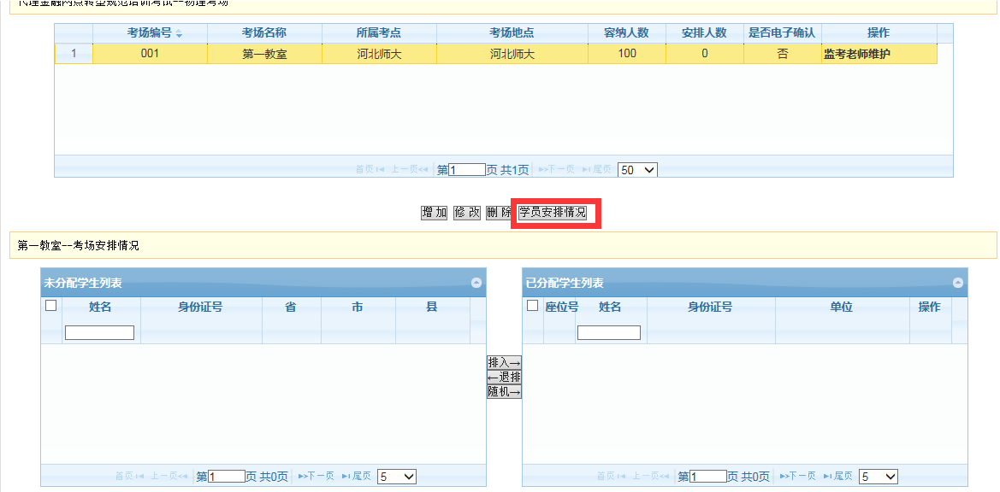 代理金融网点转型规范培训考试--物理考场
考场编号 考场名称 所属考点 考场地点 容纳人数 安排人数 是否电子确认 操作
1 001 第一教室 河北师大 河北师大 100 0 否 监考老师维护
首页 上一页 第1页 共1页 下一页 尾页 50
增 加 修 改 删 除 学员安排情况
第一教室--考场安排情况
未分配学生列表
姓名 身份证号 省 市 县
首页 上一页 第1页 共0页 下一页 尾页 5
排入→
←退排
随机→
已分配学生列表
座位号 姓名 身份证号 单位 操作
首页 上一页 第1页 共0页 下一页 尾页 5